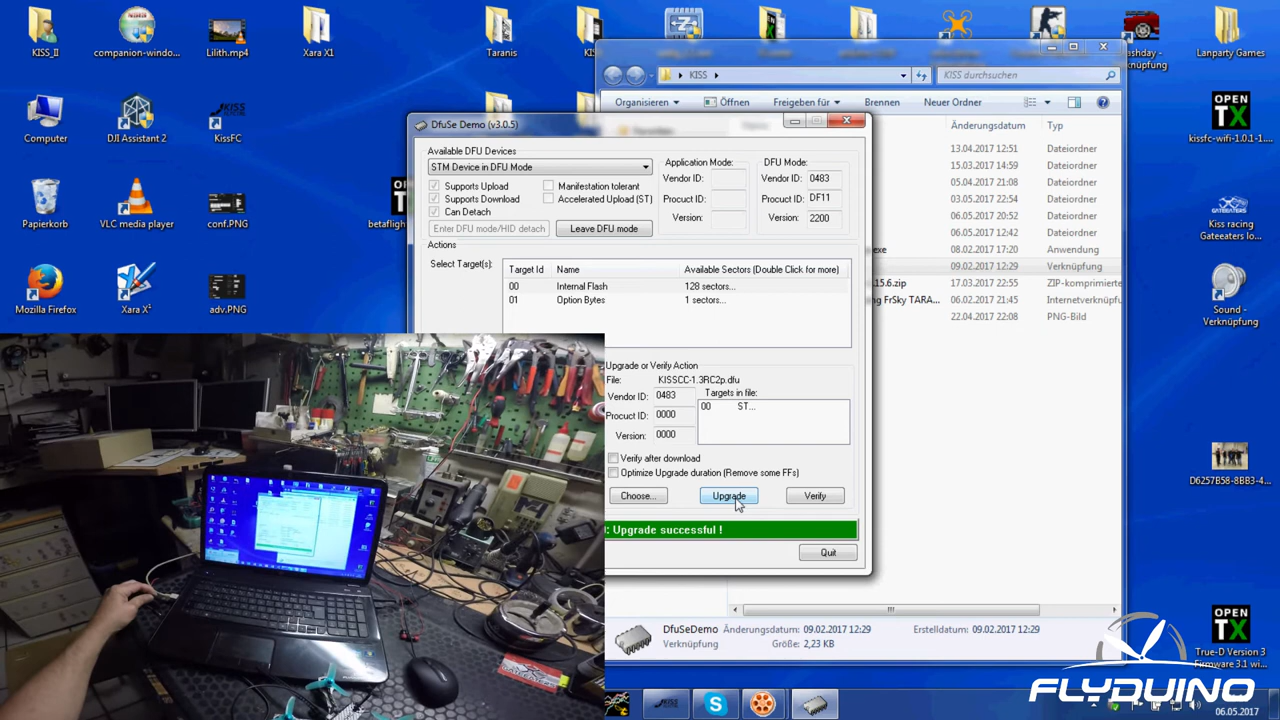 KISS_II
companion-window...
Lilith.mp4
Xara X1
Taranis
Lanparty Games
Verknüpfung
Computer
DJI Assistant 2
KissFC
OPEN
TX
kissfc-wifi-1.0.1-1....
Papierkorb
VLC media player
conf.PNG
Kiss racing
Gateeaters lo...
Mozilla Firefox
Xara X¹
adv.PNG
Sound -
Verknüpfung
D6257B58-8BB3-4...
OPEN
TX
True-D Version 3
Firmware 3.1 wi...
KISS
KISS durchsuchen
Organisieren
Öffnen
Freigeben für
Brennen
Neuer Ordner
Änderungsdatum
Typ
13.04.2017 12:51 Dateiordner
15.03.2017 14:59 Dateiordner
05.04.2017 21:08 Dateiordner
03.05.2017 22:54 Dateiordner
06.05.2017 20:52 Dateiordner
06.05.2017 12:42 Dateiordner
.exe 08.02.2017 17:20 Anwendung
09.02.2017 12:29 Verknüpfung
.15.6.zip 17.03.2017 22:55 ZIP-komprimierte
ng FrSky TARA... 06.02.2017 21:45 Internetverknüpfu
22.04.2017 22:08 PNG-Bild
DfuSe Demo (v3.0.5)
Available DFU Devices
STM Device in DFU Mode
Supports Upload
Manifestation tolerant
Supports Download
Accelerated Upload (ST)
Can Detach
Enter DFU mode/HID detach
Leave DFU mode
Application Mode:
Vendor ID:
Procuct ID:
Version:
DFU Mode:
Vendor ID: 0483
Procuct ID: DF11
Version: 2200
Actions
Select Target(s):
Target Id Name Available Sectors (Double Click for more)
00 Internal Flash 128 sectors...
01 Option Bytes 1 sectors...
Upgrade or Verify Action
File: KISSCC-1.3RC2p.dfu
Vendor ID: 0483
Procuct ID: 0000
Version: 0000
Targets in file:
00 ST...
Verify after download
Optimize Upgrade duration (Remove some FFs)
Choose...
Upgrade
Verify
: Upgrade successful !
Quit
DfuSeDemo Änderungsdatum: 09.02.2017 12:29 Erstelldatum: 09.02.2017 12:29
Verknüpfung Größe: 2,23 KB
FLYDUINO
06.05.2017